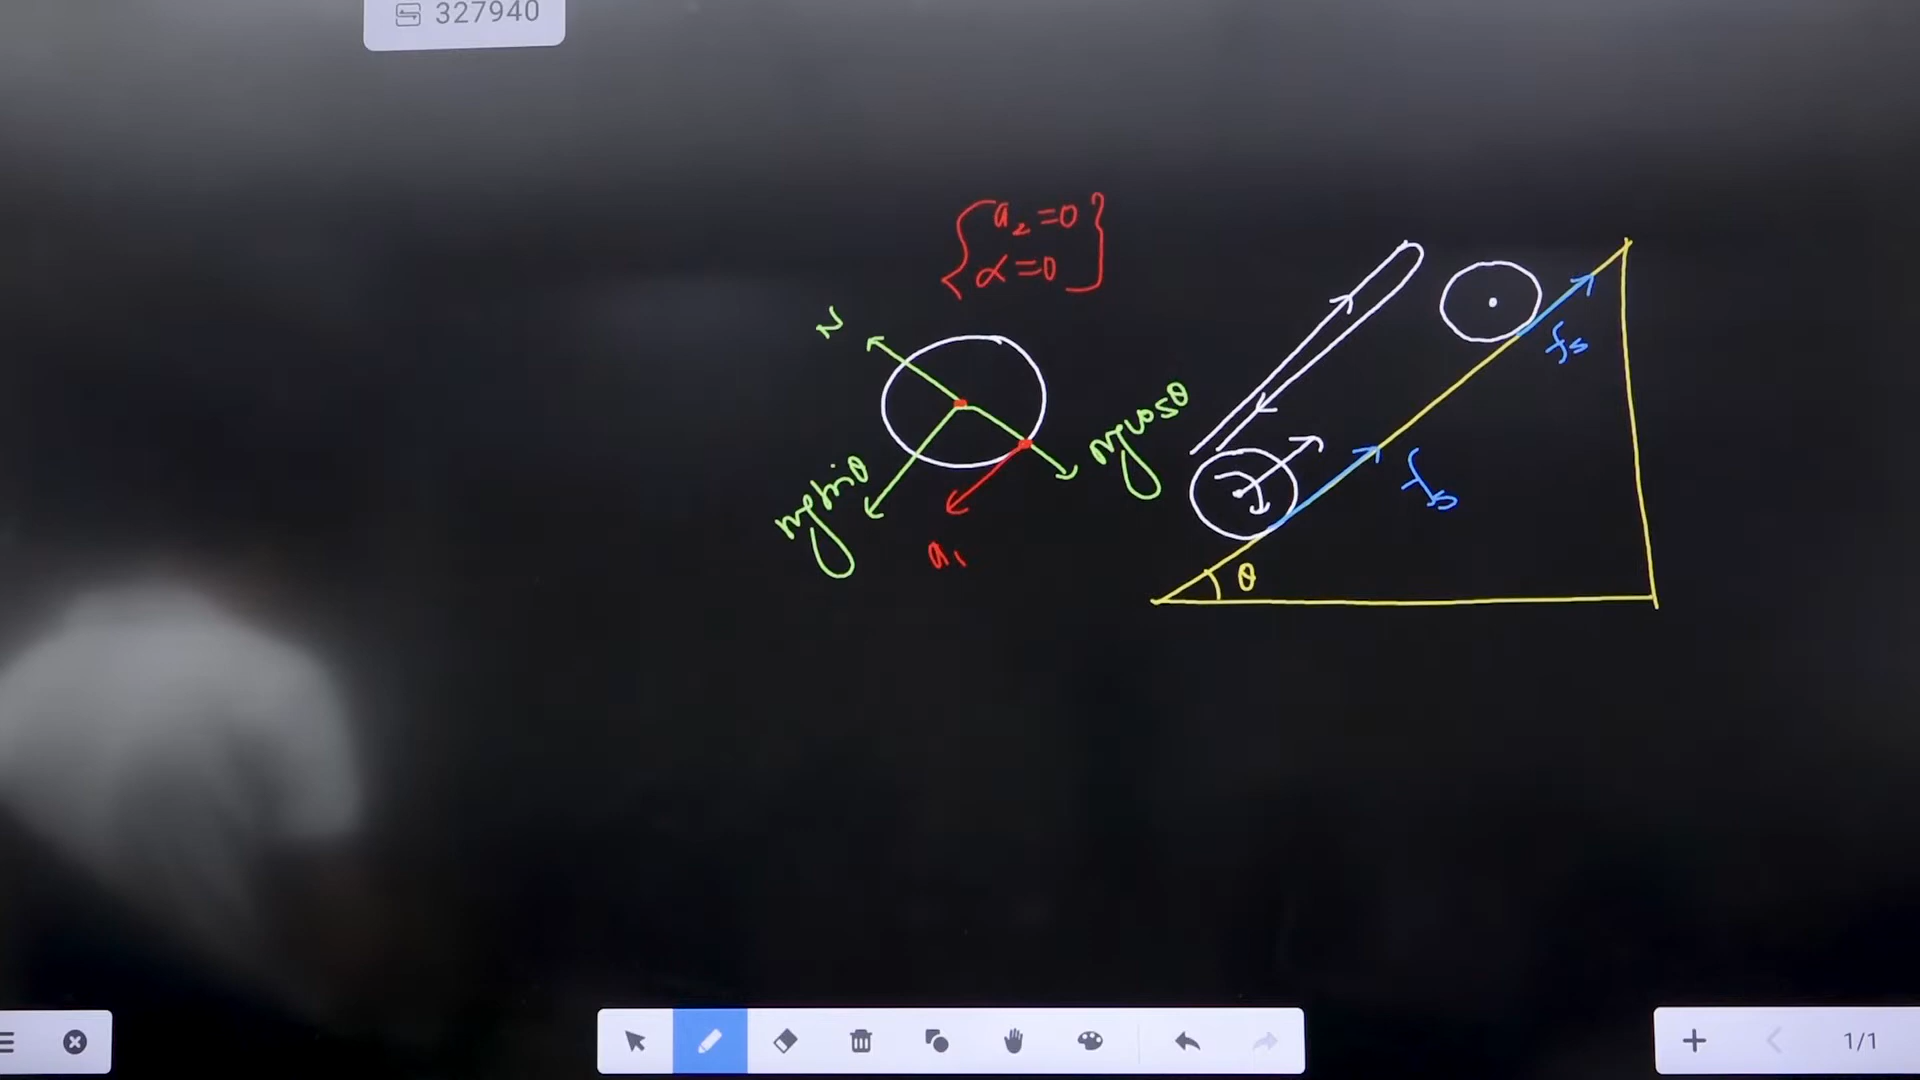 327940
a₂ = 0
α = 0
N
mg cosθ
mg sinθ
a₁
fs
fs
θ
1/1